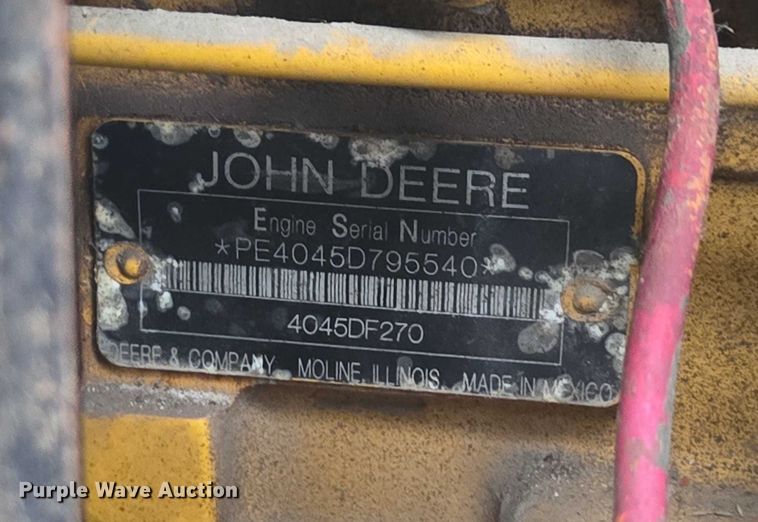 JOHN DEERE
Engine Serial Number
*PE4045D795540*
4045DF270
DEERE & COMPANY MOLINE, ILLINOIS MADE IN MEXICO
Purple Wave Auction